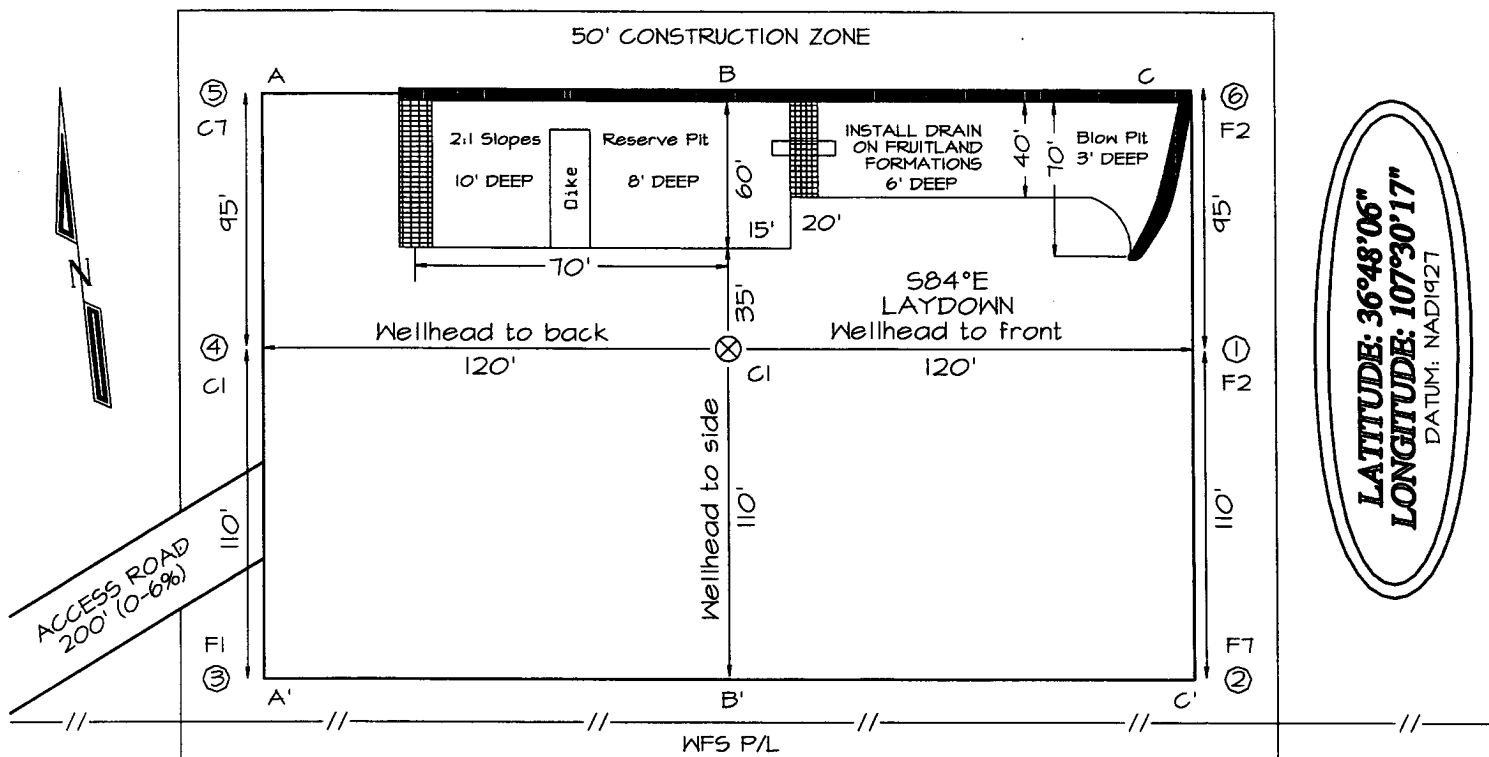 50' CONSTRUCTION ZONE
A
B
C
5
C7
6
F2
N
2:1 Slopes
10' DEEP
Dike
Reserve Pit
8' DEEP
60'
15'
20'
INSTALL DRAIN
ON FRUITLAND
FORMATIONS
6' DEEP
40'
70'
Blow Pit
3' DEEP
95'
95'
70'
35'
S84°E
LAYDOWN
Wellhead to back
Wellhead to front
4
C1
120'
C1
120'
1
F2
Wellhead to side
110'
110'
110'
ACCESS ROAD
200' (0-6%)
F1
3
F7
2
A'
B'
C'
WFS P/L
LATITUDE: 36°48'06"
LONGITUDE: 107°30'17"
DATUM: NAD1927